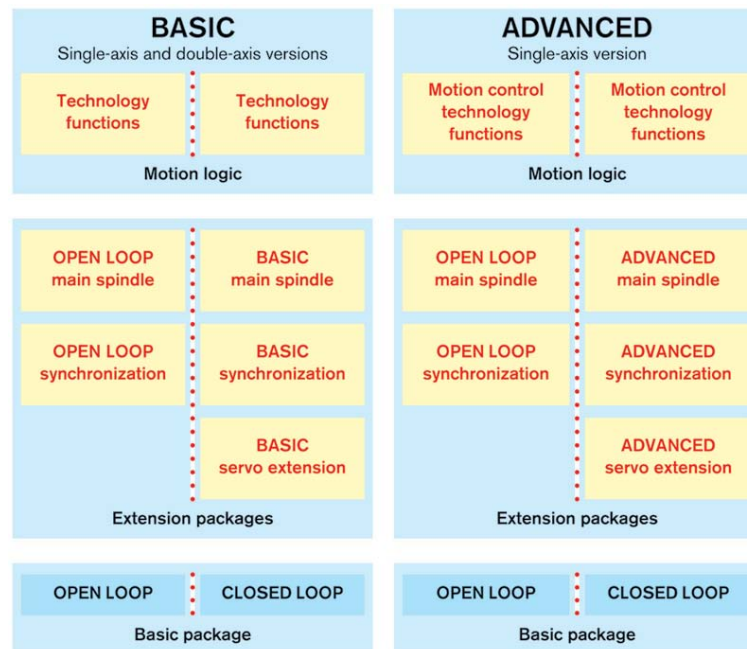 BASIC
Single-axis and double-axis versions
Technology
functions
Technology
functions
Motion logic
OPEN LOOP
main spindle
BASIC
main spindle
OPEN LOOP
synchronization
BASIC
synchronization
BASIC
servo extension
Extension packages
OPEN LOOP
CLOSED LOOP
Basic package
ADVANCED
Single-axis version
Motion control
technology
functions
Motion control
technology
functions
Motion logic
OPEN LOOP
main spindle
ADVANCED
main spindle
OPEN LOOP
synchronization
ADVANCED
synchronization
ADVANCED
servo extension
Extension packages
OPEN LOOP
CLOSED LOOP
Basic package